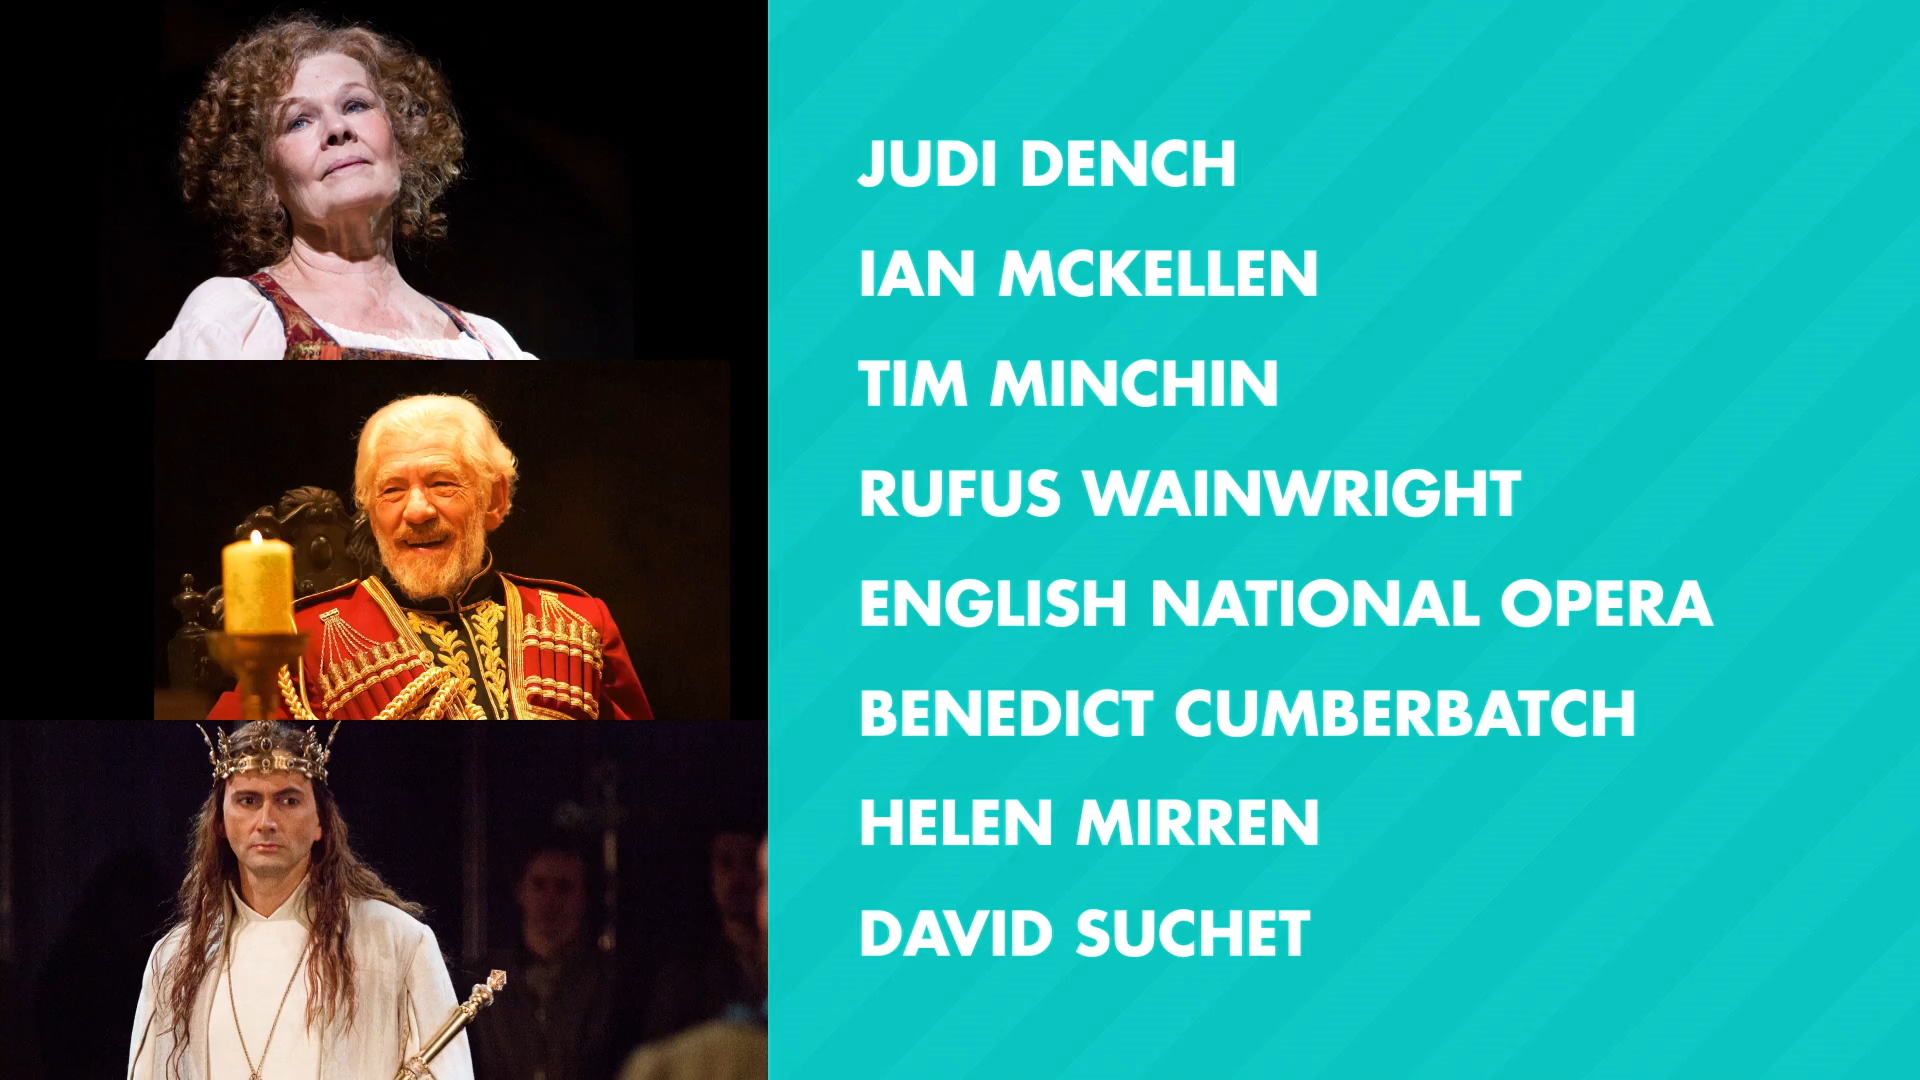 JUDI DENCH
IAN MCKELLEN
TIM MINCHIN
RUFUS WAINWRIGHT
ENGLISH NATIONAL OPERA
BENEDICT CUMBERBATCH
HELEN MIRREN
DAVID SUCHET